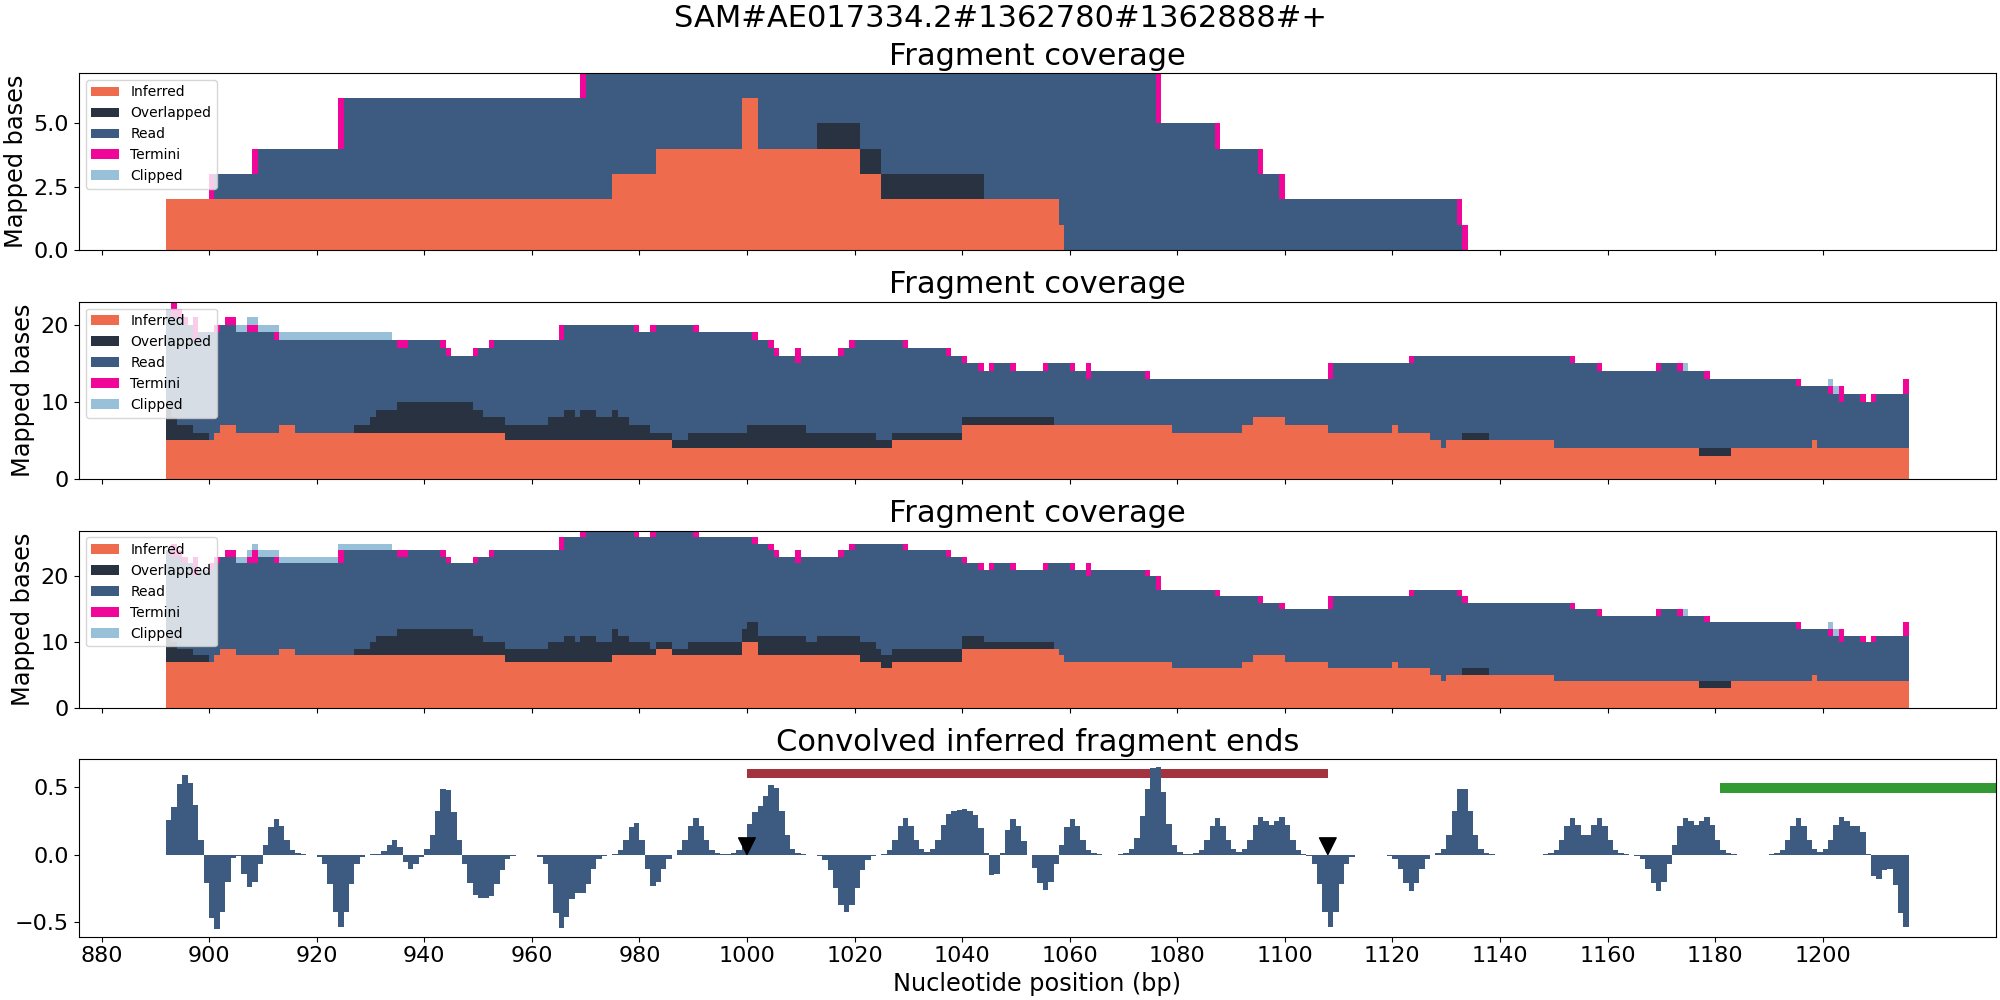 SAM#AE017334.2#1362780#1362888#+
Fragment coverage
Mapped bases
5.0
2.5
0.0
Inferred
Overlapped
Read
Termini
Clipped
Fragment coverage
Mapped bases
20
10
0
Inferred
Overlapped
Read
Termini
Clipped
Fragment coverage
Mapped bases
20
10
0
Inferred
Overlapped
Read
Termini
Clipped
Convolved inferred fragment ends
0.5
0.0
−0.5
880 900 920 940 960 980 1000 1020 1040 1060 1080 1100 1120 1140 1160 1180 1200
Nucleotide position (bp)